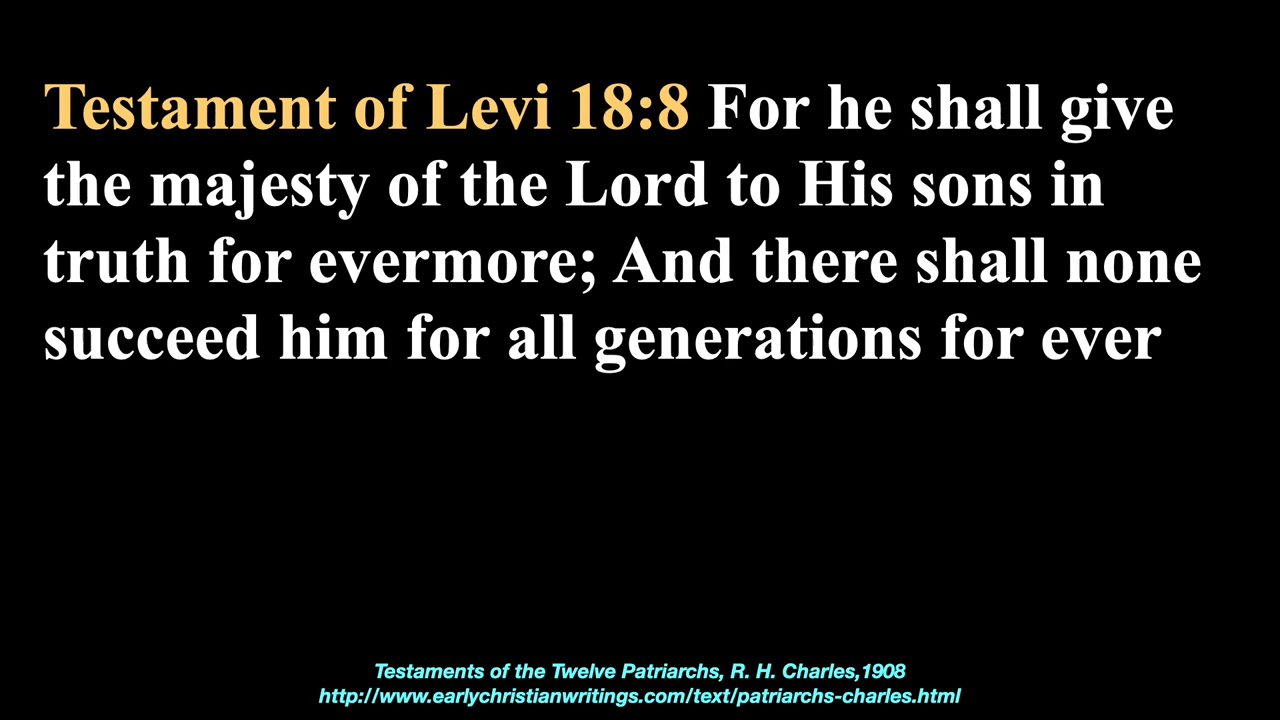 Testament of Levi 18:8 For he shall give
the majesty of the Lord to His sons in
truth for evermore; And there shall none
succeed him for all generations for ever
Testaments of the Twelve Patriarchs, R. H. Charles,1908
http://www.earlychristianwritings.com/text/patriarchs-charles.html